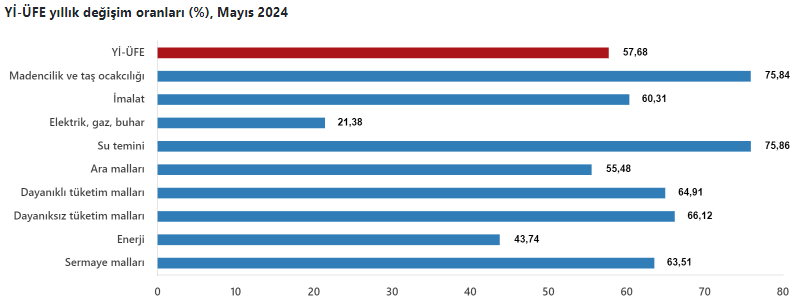 Yİ-ÜFE yıllık değişim oranları (%), Mayıs 2024
Yİ-ÜFE 57,68
Madencilik ve taş ocakcılığı 75,84
İmalat 60,31
Elektrik, gaz, buhar 21,38
Su temini 75,86
Ara malları 55,48
Dayanıklı tüketim malları 64,91
Dayanıksız tüketim malları 66,12
Enerji 43,74
Sermaye malları 63,51
0 10 20 30 40 50 60 70 80